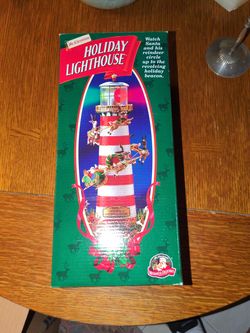 HOLIDAY
LIGHTHOUSE
Watch
Santa
and his
reindeer
circle
up to the
revolving
holiday
beacon.